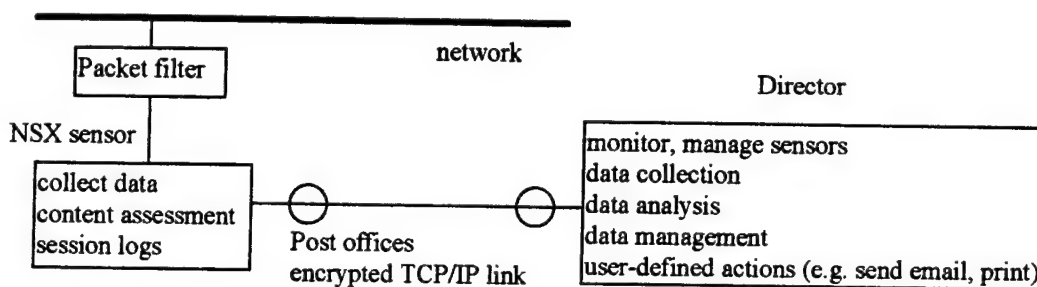 network
Packet filter
Director
NSX sensor
monitor, manage sensors
collect data
data collection
content assessment
data analysis
session logs
data management
Post offices
encrypted TCP/IP link
user-defined actions (e.g. send email, print)